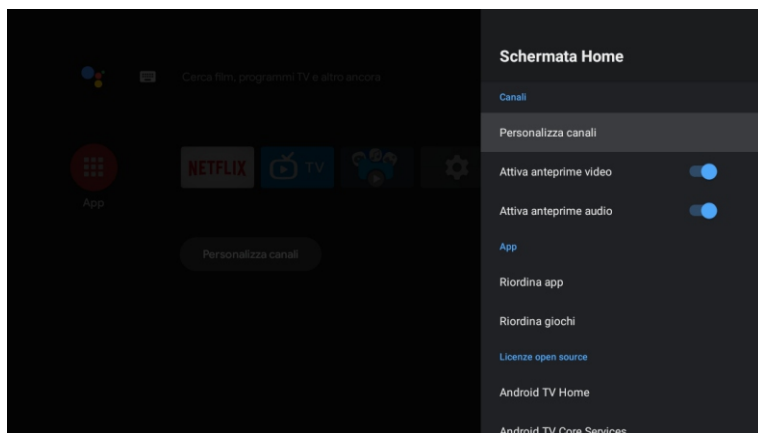 Schermata Home
Canali
Cerca film, programmi TV e altro ancora
Personalizza canali
Attiva anteprime video
NETFLIX
TV
Attiva anteprime audio
App
App
Personalizza canali
Riordina app
Riordina giochi
Licenze open source
Android TV Home
Android TV Core Services